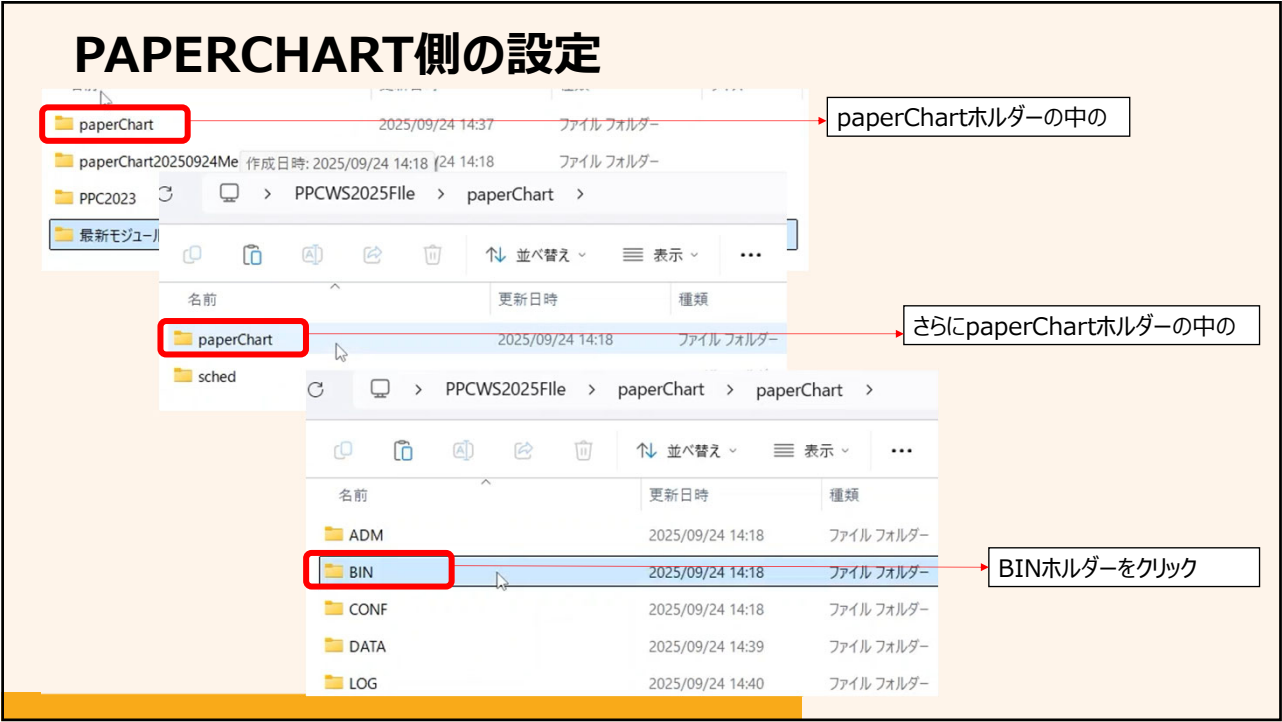 PAPERCHART側の設定
paperChart 2025/09/24 14:37 ファイル フォルダー
paperChartホルダーの中の
paperChart20250924Me 作成日時: 2025/09/24 14:18 24 14:18 ファイル フォルダー
PPC2023
> PPCWS2025FIle > paperChart >
最新モジュール
並べ替え 表示 •••
名前 更新日時 種類
paperChart 2025/09/24 14:18 ファイル フォルダー
さらにpaperChartホルダーの中の
sched
> PPCWS2025FIle > paperChart > paperChart >
並べ替え 表示 •••
名前 更新日時 種類
ADM 2025/09/24 14:18 ファイル フォルダー
BIN 2025/09/24 14:18 ファイル フォルダー
BINホルダーをクリック
CONF 2025/09/24 14:18 ファイル フォルダー
DATA 2025/09/24 14:39 ファイル フォルダー
LOG 2025/09/24 14:40 ファイル フォルダー